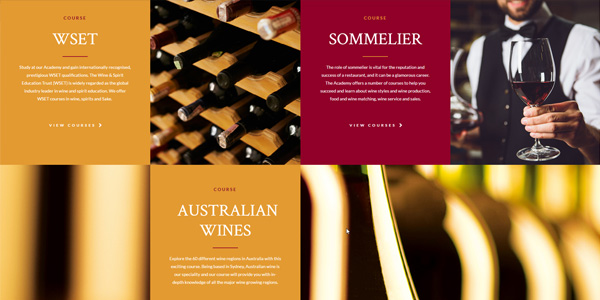 COURSE
WSET
Study at our Academy and gain internationally recognised,
prestigious WSET qualifications. The Wine & Spirit
Education Trust (WSET) is widely regarded as the global
industry leader in wine and spirit education. We offer
WSET courses in wine, spirits and Sake.
VIEW COURSES
COURSE
SOMMELIER
The role of sommelier is vital for the reputation and
success of a restaurant, and it can be a glamorous career.
The Academy offers a number of courses to help you
succeed and learn about wine styles and wine production,
food and wine matching, wine service and sales.
VIEW COURSES
COURSE
AUSTRALIAN
WINES
Explore the 60 different wine regions in Australia with this
exciting course. Being based in Sydney, Australian wine is
our specialty and our course will provide you with in-
depth knowledge of all the major wine growing regions.